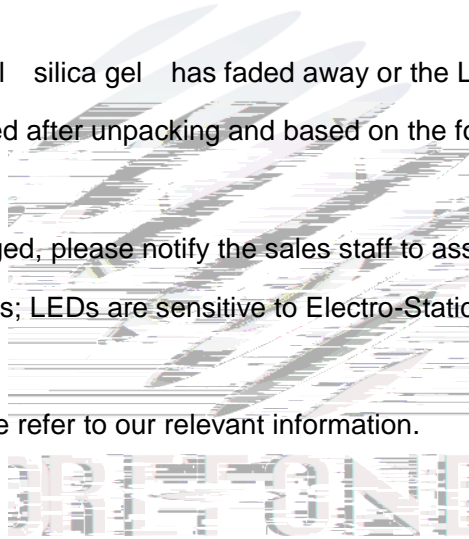 silica gel has faded away or the L
ed after unpacking and based on the fo
ged, please notify the sales staff to ass
s; LEDs are sensitive to Electro-Static
e refer to our relevant information.